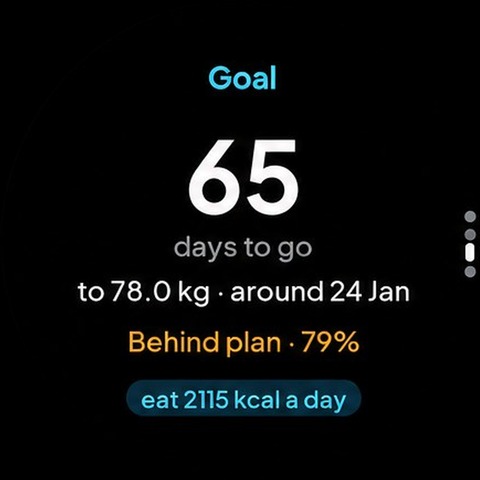 Goal
65
days to go
to 78.0 kg · around 24 Jan
Behind plan · 79%
eat 2115 kcal a day